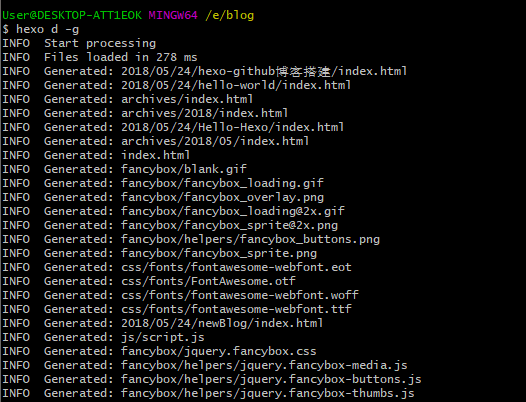 User@DESKTOP-ATT1EOK MINGW64 /e/blog
$ hexo d -g
INFO  Start processing
INFO  Files loaded in 278 ms
INFO  Generated: 2018/05/24/hexo-github博客搭建/index.html
INFO  Generated: 2018/05/24/hello-world/index.html
INFO  Generated: archives/index.html
INFO  Generated: archives/2018/index.html
INFO  Generated: 2018/05/24/Hello-Hexo/index.html
INFO  Generated: archives/2018/05/index.html
INFO  Generated: index.html
INFO  Generated: fancybox/blank.gif
INFO  Generated: fancybox/fancybox_loading.gif
INFO  Generated: fancybox/fancybox_overlay.png
INFO  Generated: fancybox/fancybox_loading@2x.gif
INFO  Generated: fancybox/fancybox_sprite@2x.png
INFO  Generated: fancybox/helpers/fancybox_buttons.png
INFO  Generated: fancybox/fancybox_sprite.png
INFO  Generated: css/fonts/fontawesome-webfont.eot
INFO  Generated: css/fonts/FontAwesome.otf
INFO  Generated: css/fonts/fontawesome-webfont.woff
INFO  Generated: css/fonts/fontawesome-webfont.ttf
INFO  Generated: 2018/05/24/newBlog/index.html
INFO  Generated: js/script.js
INFO  Generated: fancybox/jquery.fancybox.css
INFO  Generated: fancybox/helpers/jquery.fancybox-media.js
INFO  Generated: fancybox/helpers/jquery.fancybox-buttons.js
INFO  Generated: fancybox/helpers/jquery.fancybox-thumbs.js